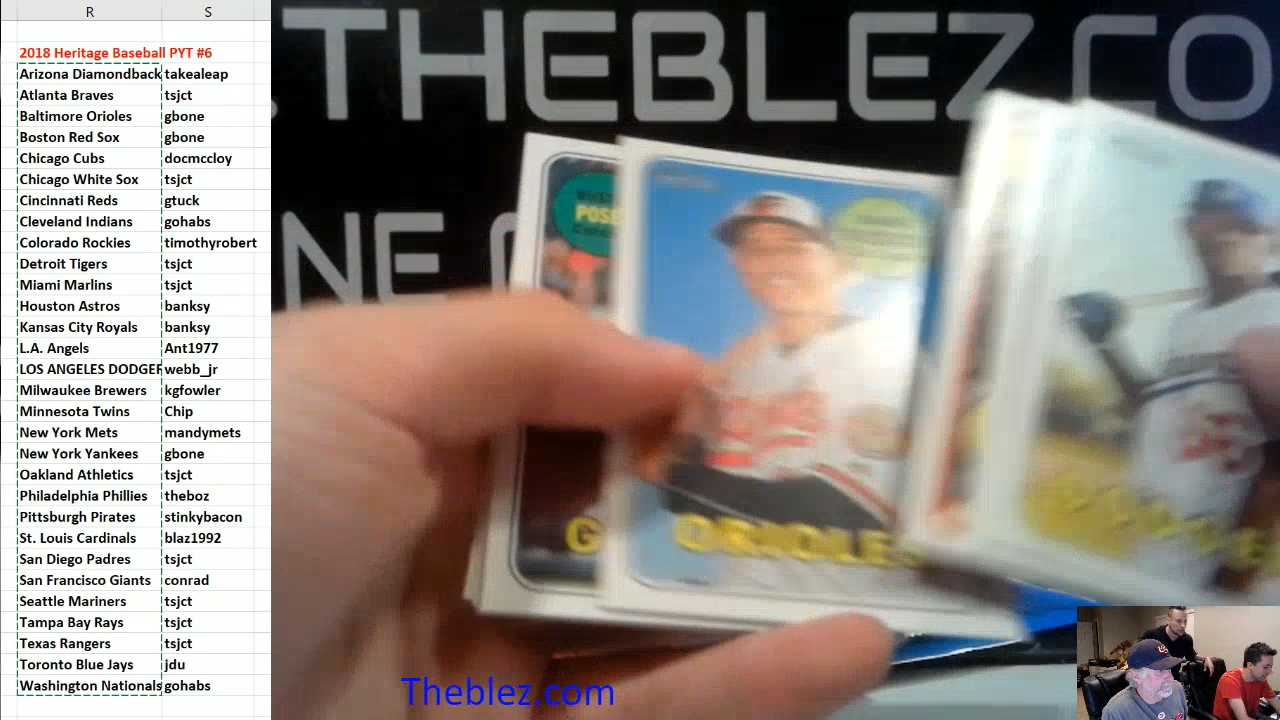 R S
2018 Heritage Baseball PYT #6
Arizona Diamondback takealeap
Atlanta Braves tsjct
Baltimore Orioles gbone
Boston Red Sox gbone
Chicago Cubs docmccloy
Chicago White Sox tsjct
Cincinnati Reds gtuck
Cleveland Indians gohabs
Colorado Rockies timothyrobert
Detroit Tigers tsjct
Miami Marlins tsjct
Houston Astros banksy
Kansas City Royals banksy
L.A. Angels Ant1977
LOS ANGELES DODGER webb_jr
Milwaukee Brewers kgfowler
Minnesota Twins Chip
New York Mets mandymets
New York Yankees gbone
Oakland Athletics tsjct
Philadelphia Phillies theboz
Pittsburgh Pirates stinkybacon
St. Louis Cardinals blaz1992
San Diego Padres tsjct
San Francisco Giants conrad
Seattle Mariners tsjct
Tampa Bay Rays tsjct
Texas Rangers tsjct
Toronto Blue Jays jdu
Washington Nationals gohabs
.THEBLEZ.CO
NE
POS
G
ORIOLES
Theblez.com